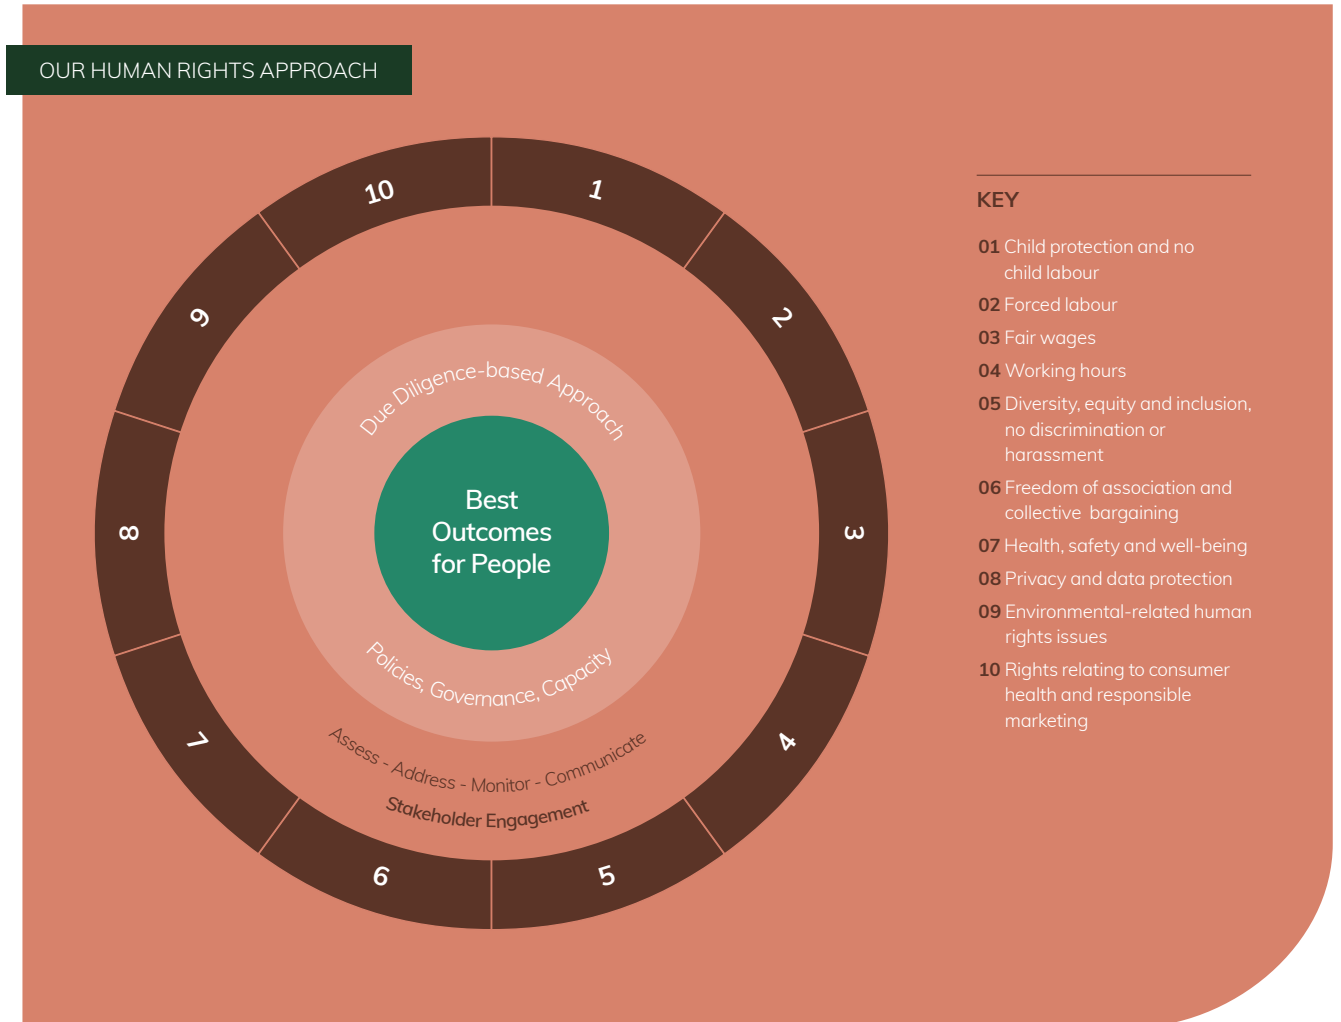 OUR HUMAN RIGHTS APPROACH
10
1
9
2
8
3
7
4
6
5
Due Diligence-based Approach
Best
Outcomes
for People
Policies, Governance, Capacity
Assess - Address - Monitor - Communicate
Stakeholder Engagement
KEY
01 Child protection and no
child labour
02 Forced labour
03 Fair wages
04 Working hours
05 Diversity, equity and inclusion,
no discrimination or
harassment
06 Freedom of association and
collective bargaining
07 Health, safety and well-being
08 Privacy and data protection
09 Environmental-related human
rights issues
10 Rights relating to consumer
health and responsible
marketing